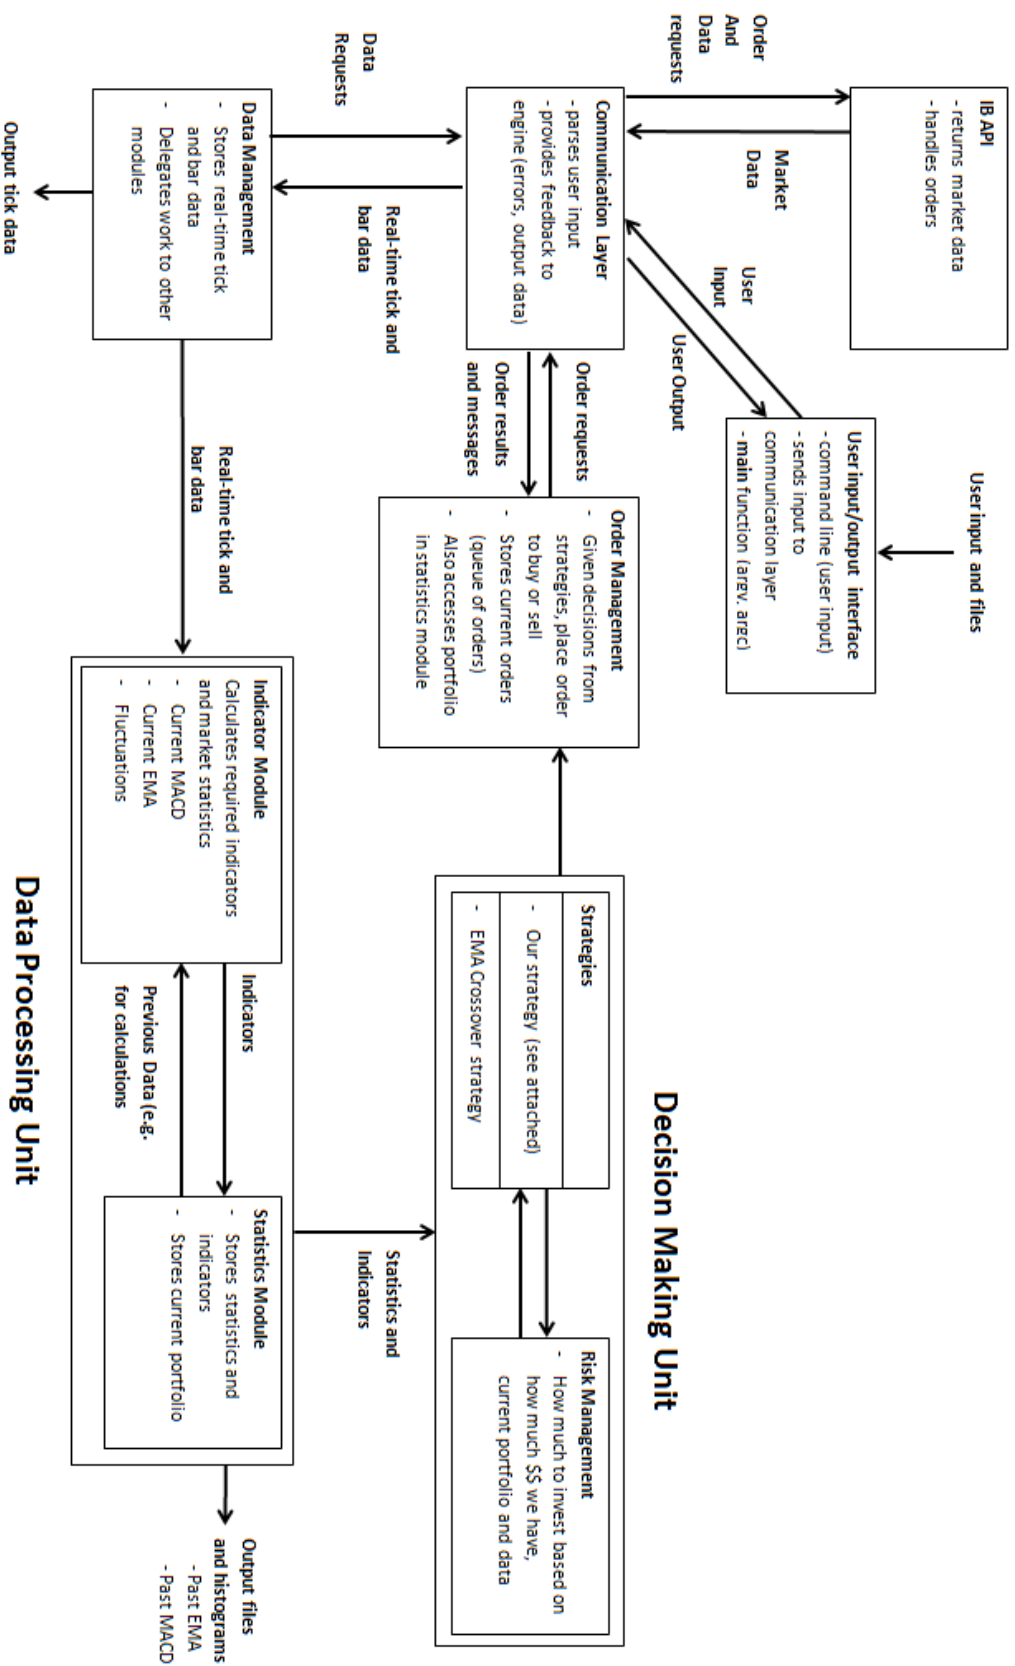 IB API
- returns market data
- handles orders
Order
And
Data
requests
Market
Data
User
Input
User Output
User input and files
User input/output interface
- command line (user input)
- sends input to
communication layer
- main function (argv. argc)
Communication Layer
- parses user input
- provides feedback to
engine (errors, output data)
Order requests
Order results
and messages
Order Management
- Given decisions from
strategies, place order
to buy or sell
- Stores current orders
(queue of orders)
- Also accesses portfolio
in statistics module
Decision Making Unit
Strategies
- Our strategy (see attached)
- EMA Crossover strategy
Risk Management
- How much to invest based on
how much $$ we have,
current portfolio and data
Data
Requests
Real-time tick and
bar data
Statistics and
Indicators
Data Management
- Stores real-time tick
and bar data
- Delegates work to other
modules
Output tick data
Real-time tick and
bar data
Indicator Module
Calculates required indicators
and market statistics
- Current MACD
- Current EMA
- Fluctuations
Indicators
Previous Data (e.g.
for calculations
Statistics Module
- Stores statistics and
indicators
- Stores current portfolio
Output files
and histograms
- Past EMA
- Past MACD
Data Processing Unit